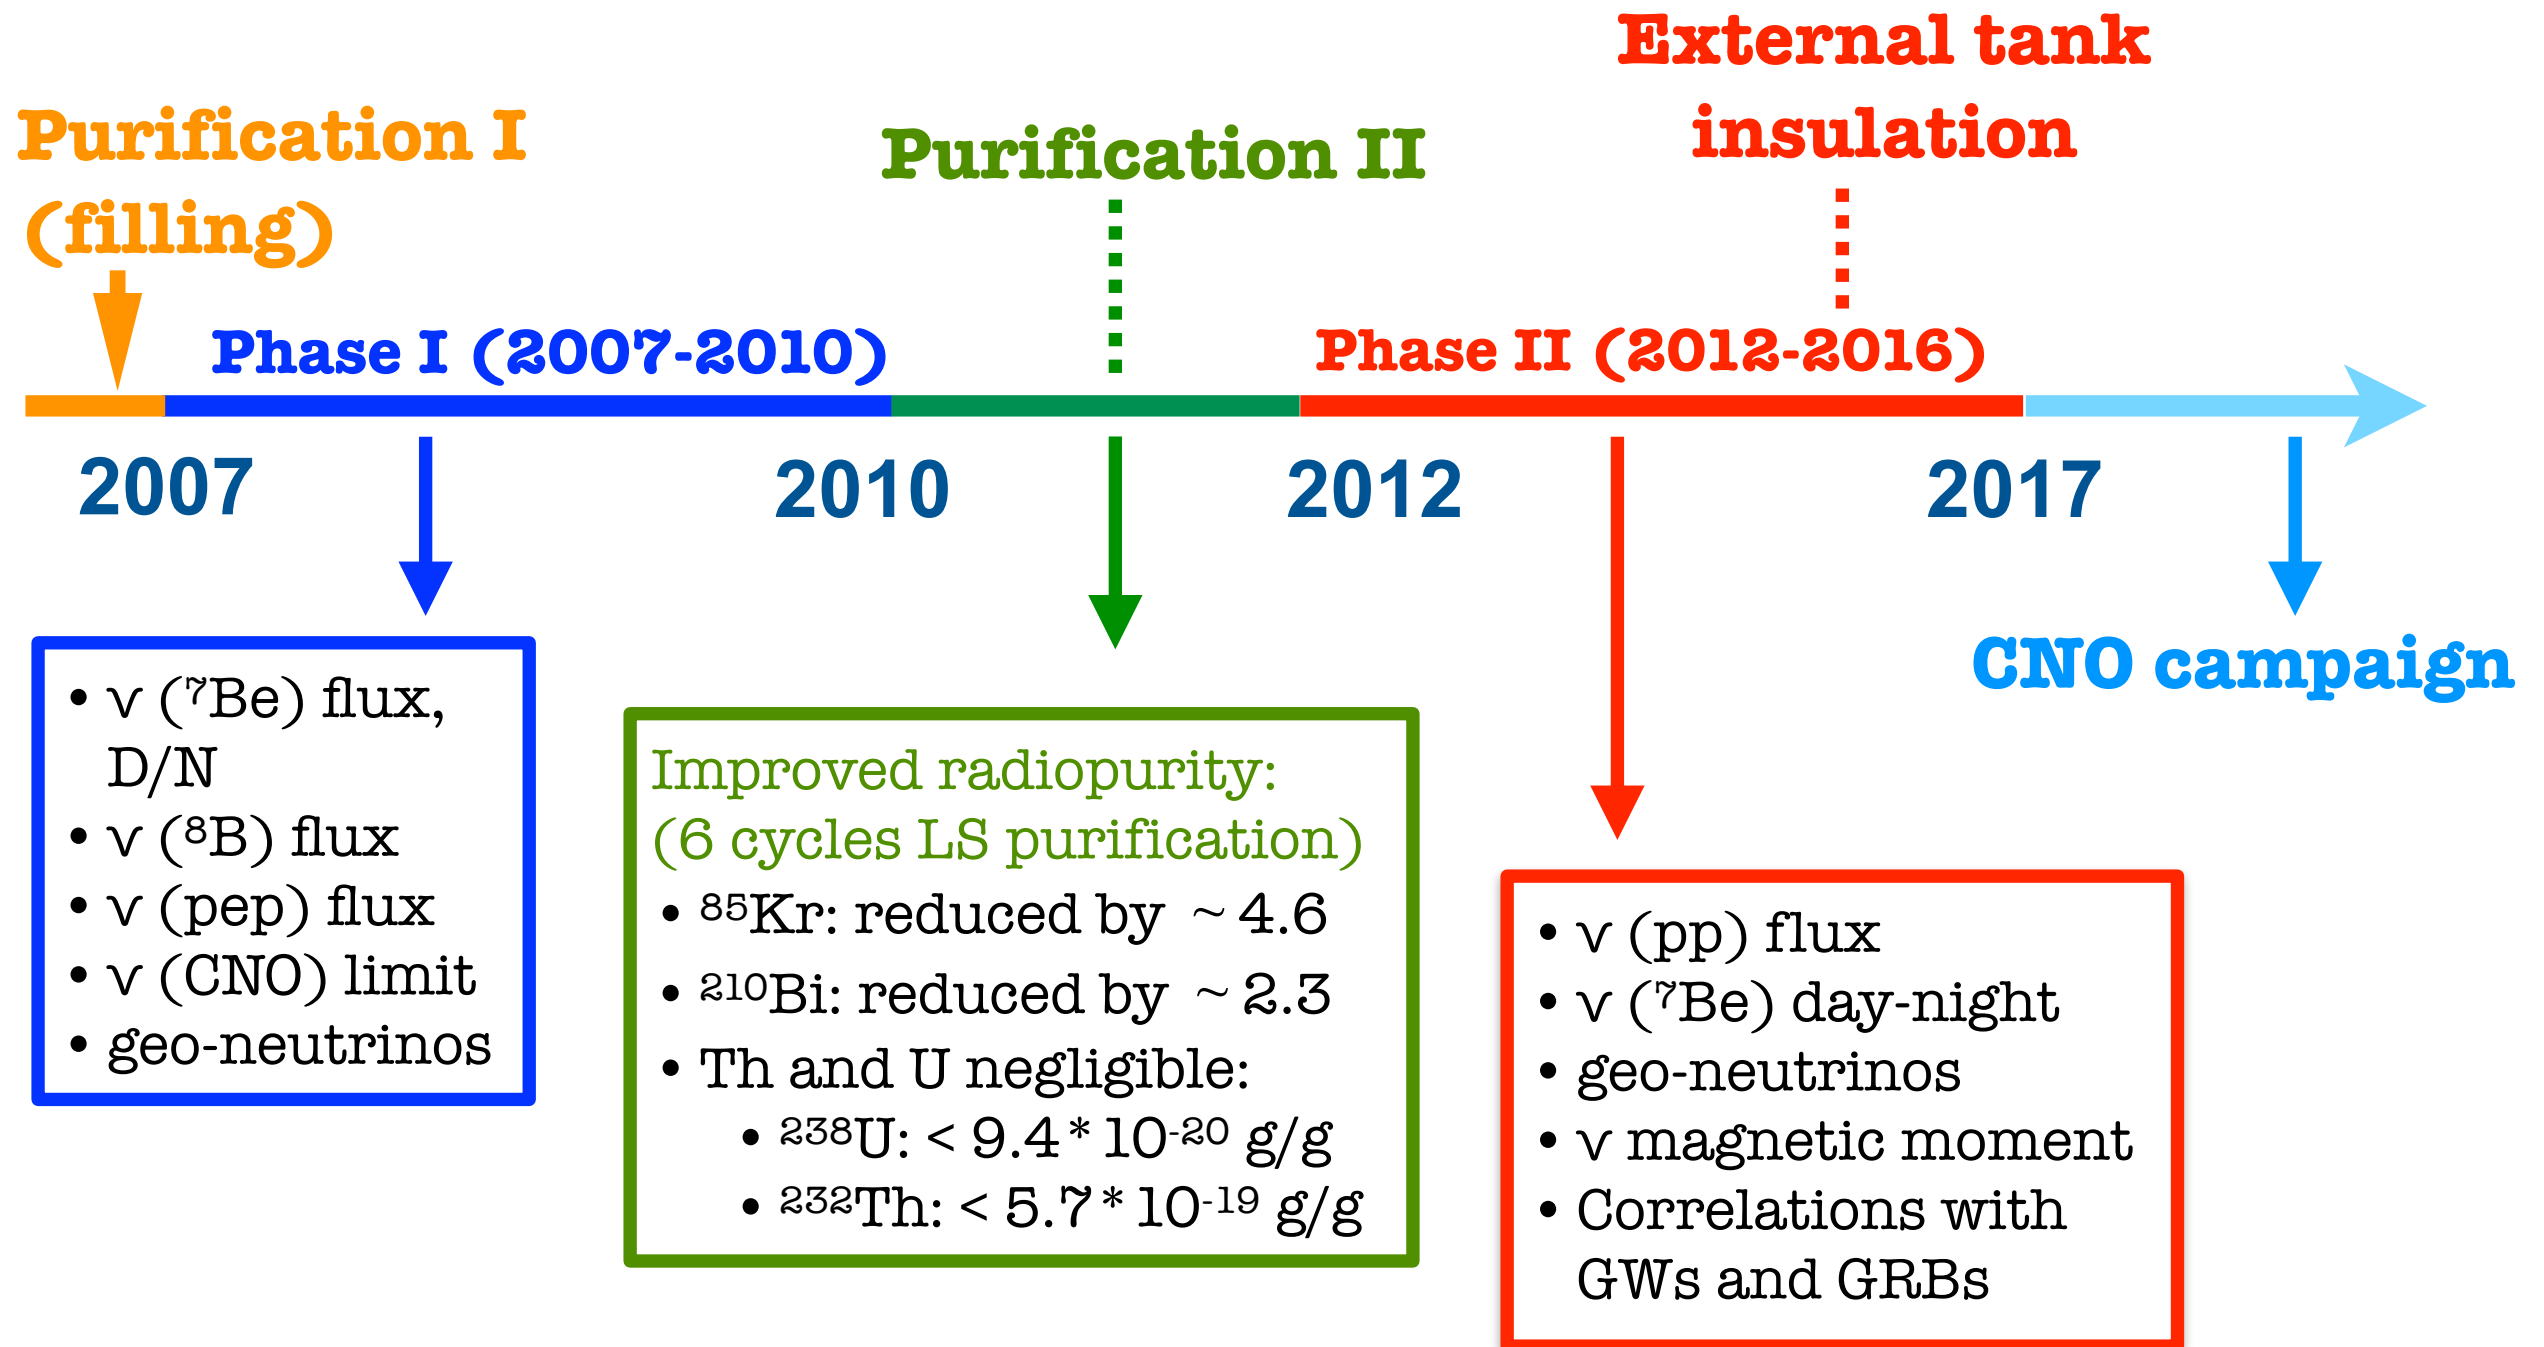 External tank
insulation
Purification I
(filling)
Purification II
Phase I (2007-2010)
Phase II (2012-2016)
2007
2010
2012
2017
CNO campaign
• ν (⁷Be) flux,
D/N
• ν (⁸B) flux
• ν (pep) flux
• ν (CNO) limit
• geo-neutrinos
Improved radiopurity:
(6 cycles LS purification)
• ⁸⁵Kr: reduced by ~ 4.6
• ²¹⁰Bi: reduced by ~ 2.3
• Th and U negligible:
• ²³⁸U: < 9.4 * 10⁻²⁰ g/g
• ²³²Th: < 5.7 * 10⁻¹⁹ g/g
• ν (pp) flux
• ν (⁷Be) day-night
• geo-neutrinos
• ν magnetic moment
• Correlations with
GWs and GRBs